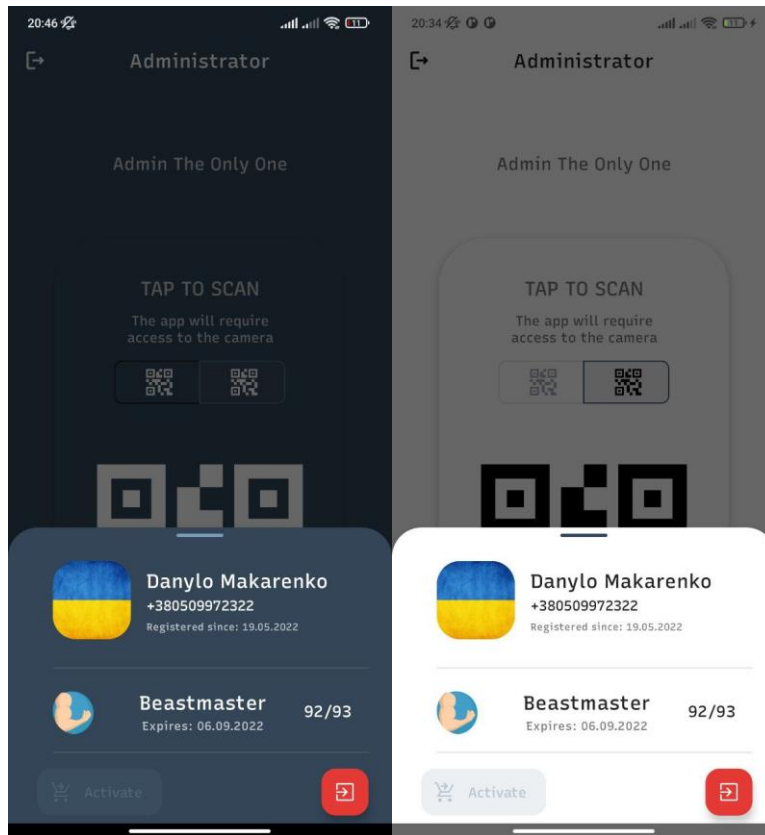 20:46
11
Administrator
Admin The Only One
TAP TO SCAN
The app will require
access to the camera
Danylo Makarenko
+380509972322
Registered since: 19.05.2022
Beastmaster
Expires: 06.09.2022
92/93
Activate
20:34
11
Administrator
Admin The Only One
TAP TO SCAN
The app will require
access to the camera
Danylo Makarenko
+380509972322
Registered since: 19.05.2022
Beastmaster
Expires: 06.09.2022
92/93
Activate